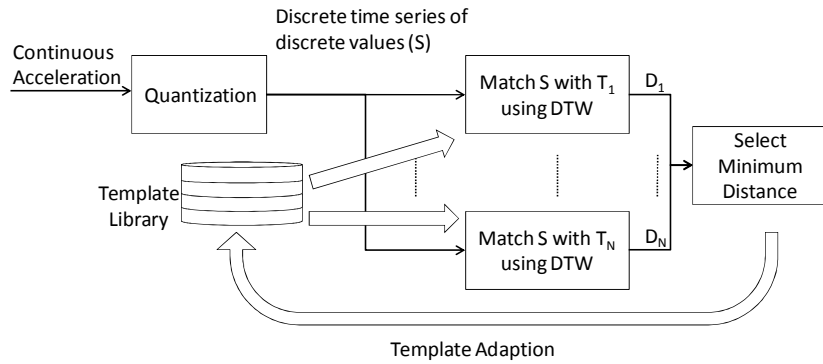 Discrete time series of
discrete values (S)
Continuous
Acceleration
Quantization
Match S with T1
using DTW
D1
Select
Minimum
Distance
Template
Library
Match S with TN
using DTW
DN
Template Adaption